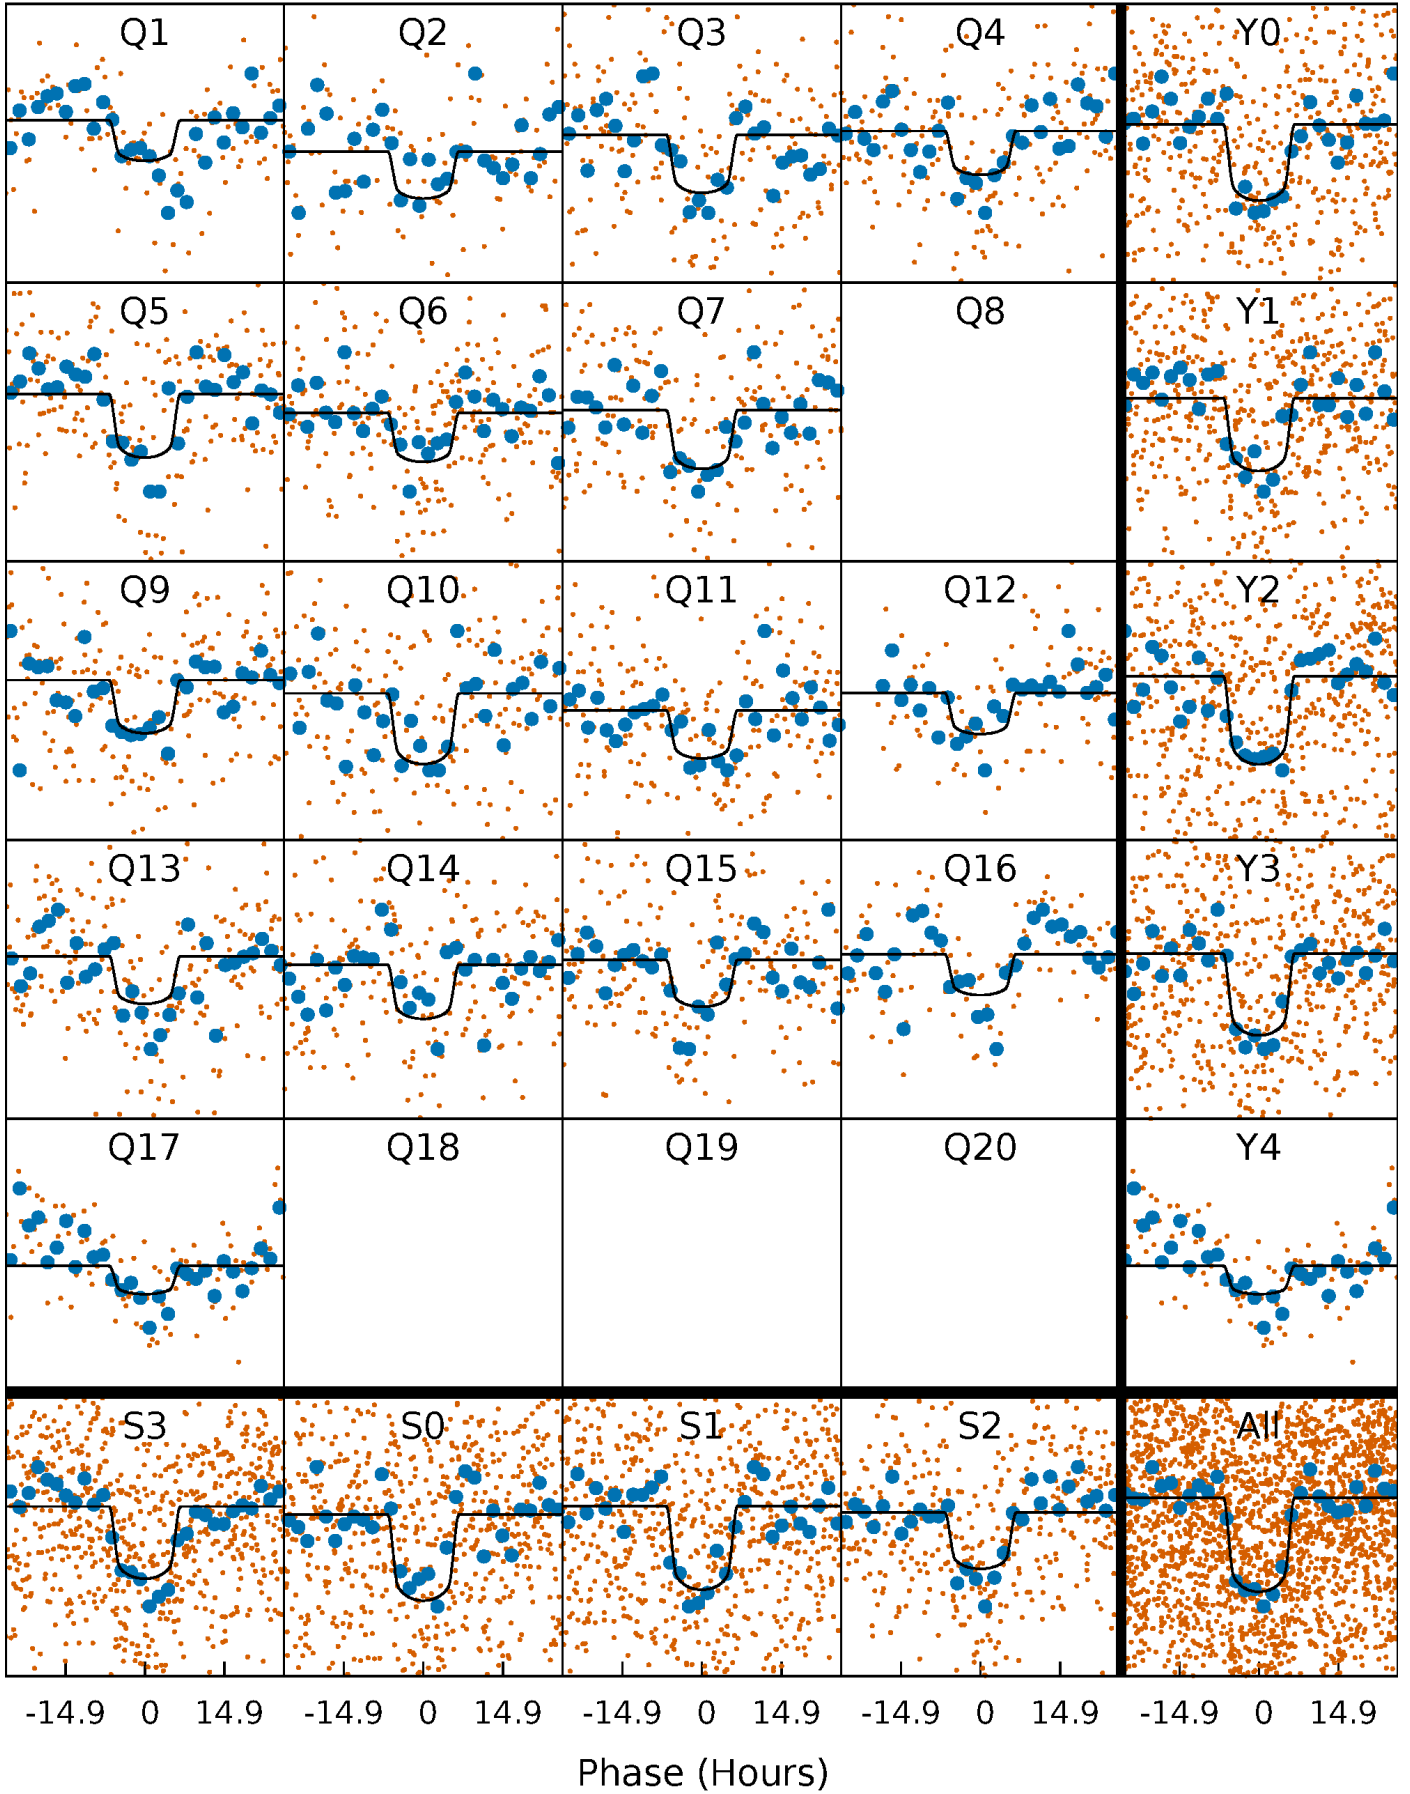 Q1 Q2 Q3 Q4 Y0
Q5 Q6 Q7 Q8 Y1
Q9 Q10 Q11 Q12 Y2
Q13 Q14 Q15 Q16 Y3
Q17 Q18 Q19 Q20 Y4
S3 S0 S1 S2 All
-14.9 0 14.9 -14.9 0 14.9 -14.9 0 14.9 -14.9 0 14.9 -14.9 0 14.9
Phase (Hours)